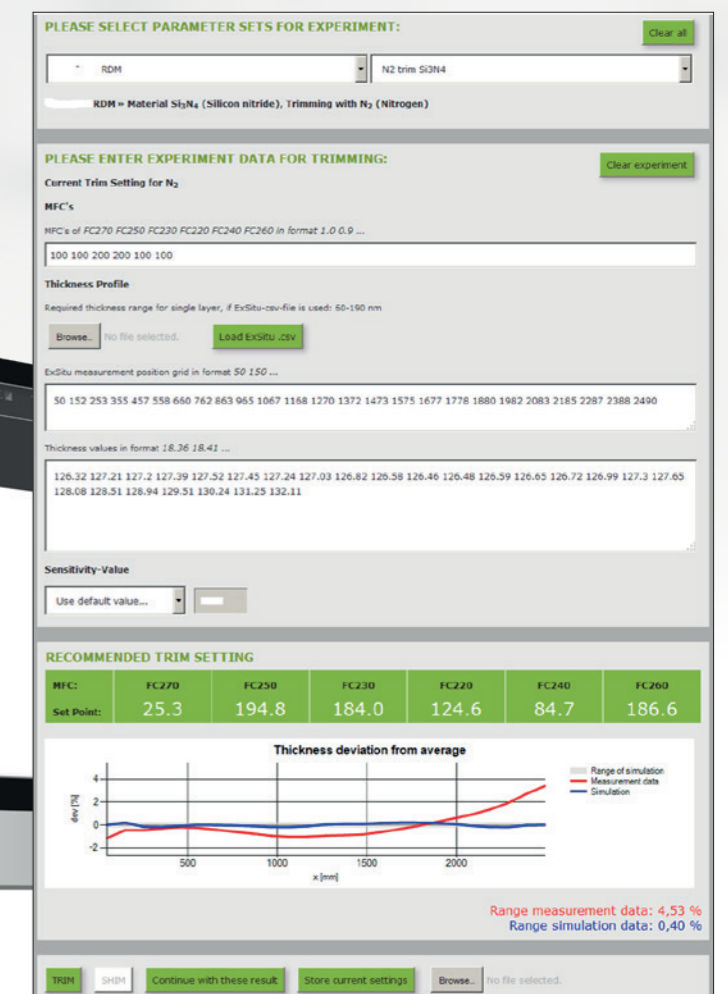 PLEASE SELECT PARAMETER SETS FOR EXPERIMENT:
Clear all
RDM
N2 trim Si3N4
RDM » Material Si₃N₄ (Silicon nitride), Trimming with N₂ (Nitrogen)
PLEASE ENTER EXPERIMENT DATA FOR TRIMMING:
Clear experiment
Current Trim Setting for N₂
MFC's
MFC's of FC270 FC250 FC230 FC220 FC240 FC260 in format 1.0 0.9 ...
100 100 200 200 100 100
Thickness Profile
Required thickness range for single layer, if ExSitu-csv-file is used: 60-190 nm
Browse.. No file selected. Load ExSitu .csv
ExSitu measurement position grid in format 50 150 ...
50 152 253 355 457 558 660 762 863 965 1067 1168 1270 1372 1473 1575 1677 1778 1880 1982 2083 2185 2287 2388 2490
Thickness values in format 18.36 18.41 ...
126.32 127.21 127.2 127.39 127.52 127.45 127.24 127.03 126.82 126.58 126.46 126.48 126.59 126.65 126.72 126.99 127.3 127.65
128.08 128.51 128.94 129.51 130.24 131.25 132.11
Sensitivity-Value
Use default value...
RECOMMENDED TRIM SETTING
MFC: FC270 FC250 FC230 FC220 FC240 FC260
Set Point: 25.3 194.8 184.0 124.6 84.7 186.6
Thickness deviation from average
Range of simulation
Measurement data
Simulation
dev [%]
4
2
0
-2
500 1000 1500 2000
x [mm]
Range measurement data: 4,53 %
Range simulation data: 0,40 %
TRIM SHIM Continue with these result Store current settings Browse.. No file selected.